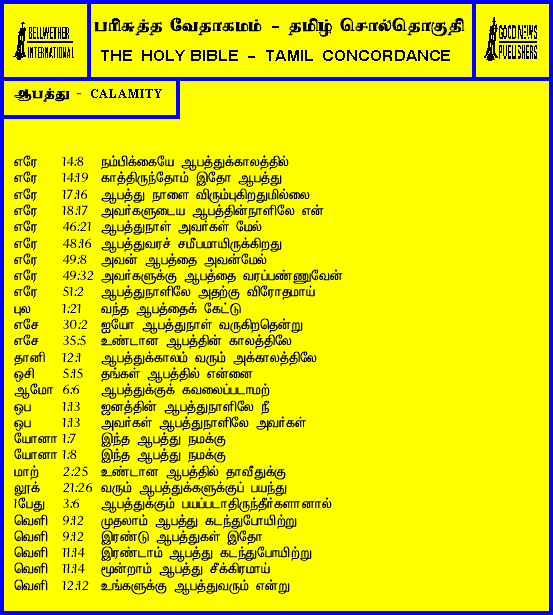 BELLWETHER
INTERNATIONAL
பரிசுத்த வேதாகமம் - தமிழ் சொல்தொகுதி
THE HOLY BIBLE - TAMIL CONCORDANCE
GOOD NEWS
PUBLISHERS
ஆபத்து - CALAMITY
எரே 14:8 நம்பிக்கையே ஆபத்துக்காலத்தில்
எரே 14:19 காத்திருந்தோம் இதோ ஆபத்து
எரே 17:16 ஆபத்து நாளை விரும்புகிறதுமில்லை
எரே 18:17 அவர்களுடைய ஆபத்தின்நாளிலே என்
எரே 46:21 ஆபத்துநாள் அவர்கள் மேல்
எரே 48:16 ஆபத்துவரச் சமீபமாயிருக்கிறது
எரே 49:8 அவன் ஆபத்தை அவன்மேல்
எரே 49:32 அவர்களுக்கு ஆபத்தை வரப்பண்ணுவேன்
எரே 51:2 ஆபத்துநாளிலே அதற்கு விரோதமாய்
புல 1:21 வந்த ஆபத்தைக் கேட்டு
எசே 30:2 ஐயோ ஆபத்துநாள் வருகிறதென்று
எசே 35:5 உண்டான ஆபத்தின் காலத்திலே
தானி 12:1 ஆபத்துக்காலம் வரும் அக்காலத்திலே
ஒசி 5:15 தங்கள் ஆபத்தில் என்னை
ஆமோ 6:6 ஆபத்துக்குக் கவலைப்படாமற்
ஒப 1:13 ஜனத்தின் ஆபத்துநாளிலே நீ
ஒப 1:13 அவர்கள் ஆபத்துநாளிலே அவர்கள்
யோனா 1:7 இந்த ஆபத்து நமக்கு
யோனா 1:8 இந்த ஆபத்து நமக்கு
மாற் 2:25 உண்டான ஆபத்தில் தாவீதுக்கு
லூக் 21:26 வரும் ஆபத்துக்களுக்குப் பயந்து
1பேது 3:6 ஆபத்துக்கும் பயப்படாதிருந்தீர்களானால்
வெளி 9:12 முதலாம் ஆபத்து கடந்துபோயிற்று
வெளி 9:12 இரண்டு ஆபத்துகள் இதோ
வெளி 11:14 இரண்டாம் ஆபத்து கடந்துபோயிற்று
வெளி 11:14 மூன்றாம் ஆபத்து சீக்கிரமாய்
வெளி 12:12 உங்களுக்கு ஆபத்துவரும் என்று